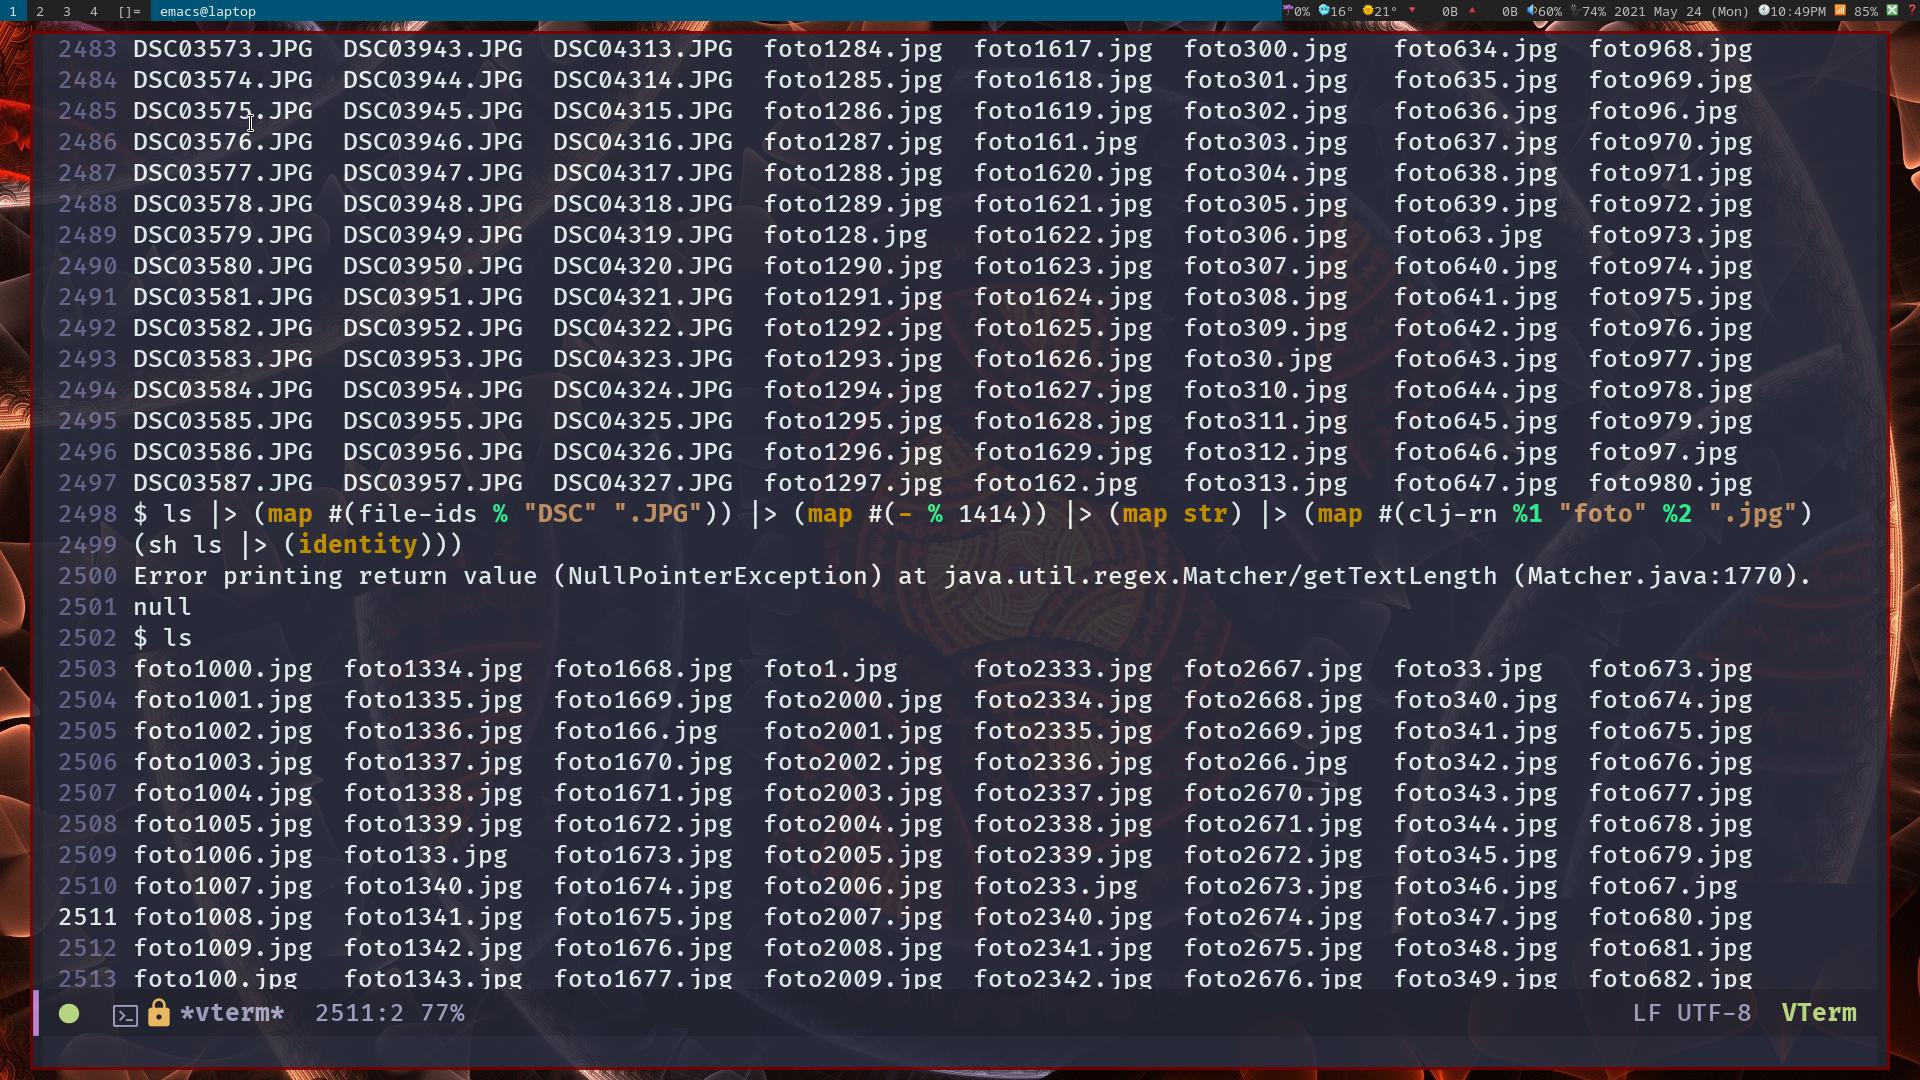 1 2 3 4 []= emacs@laptop 0% 16° 21° 0B 0B 60% 74% 2021 May 24 (Mon) 10:49PM 85% ?
2483 DSC03573.JPG DSC03943.JPG DSC04313.JPG foto1284.jpg foto1617.jpg foto300.jpg foto634.jpg foto968.jpg
2484 DSC03574.JPG DSC03944.JPG DSC04314.JPG foto1285.jpg foto1618.jpg foto301.jpg foto635.jpg foto969.jpg
2485 DSC03575.JPG DSC03945.JPG DSC04315.JPG foto1286.jpg foto1619.jpg foto302.jpg foto636.jpg foto96.jpg
2486 DSC03576.JPG DSC03946.JPG DSC04316.JPG foto1287.jpg foto161.jpg foto303.jpg foto637.jpg foto970.jpg
2487 DSC03577.JPG DSC03947.JPG DSC04317.JPG foto1288.jpg foto1620.jpg foto304.jpg foto638.jpg foto971.jpg
2488 DSC03578.JPG DSC03948.JPG DSC04318.JPG foto1289.jpg foto1621.jpg foto305.jpg foto639.jpg foto972.jpg
2489 DSC03579.JPG DSC03949.JPG DSC04319.JPG foto128.jpg foto1622.jpg foto306.jpg foto63.jpg foto973.jpg
2490 DSC03580.JPG DSC03950.JPG DSC04320.JPG foto1290.jpg foto1623.jpg foto307.jpg foto640.jpg foto974.jpg
2491 DSC03581.JPG DSC03951.JPG DSC04321.JPG foto1291.jpg foto1624.jpg foto308.jpg foto641.jpg foto975.jpg
2492 DSC03582.JPG DSC03952.JPG DSC04322.JPG foto1292.jpg foto1625.jpg foto309.jpg foto642.jpg foto976.jpg
2493 DSC03583.JPG DSC03953.JPG DSC04323.JPG foto1293.jpg foto1626.jpg foto30.jpg foto643.jpg foto977.jpg
2494 DSC03584.JPG DSC03954.JPG DSC04324.JPG foto1294.jpg foto1627.jpg foto310.jpg foto644.jpg foto978.jpg
2495 DSC03585.JPG DSC03955.JPG DSC04325.JPG foto1295.jpg foto1628.jpg foto311.jpg foto645.jpg foto979.jpg
2496 DSC03586.JPG DSC03956.JPG DSC04326.JPG foto1296.jpg foto1629.jpg foto312.jpg foto646.jpg foto97.jpg
2497 DSC03587.JPG DSC03957.JPG DSC04327.JPG foto1297.jpg foto162.jpg foto313.jpg foto647.jpg foto980.jpg
2498 $ ls |> (map #(file-ids % "DSC" ".JPG")) |> (map #(- % 1414)) |> (map str) |> (map #(clj-rn %1 "foto" %2 ".jpg")
2499 (sh ls |> (identity)))
2500 Error printing return value (NullPointerException) at java.util.regex.Matcher/getTextLength (Matcher.java:1770).
2501 null
2502 $ ls
2503 foto1000.jpg foto1334.jpg foto1668.jpg foto1.jpg foto2333.jpg foto2667.jpg foto33.jpg foto673.jpg
2504 foto1001.jpg foto1335.jpg foto1669.jpg foto2000.jpg foto2334.jpg foto2668.jpg foto340.jpg foto674.jpg
2505 foto1002.jpg foto1336.jpg foto166.jpg foto2001.jpg foto2335.jpg foto2669.jpg foto341.jpg foto675.jpg
2506 foto1003.jpg foto1337.jpg foto1670.jpg foto2002.jpg foto2336.jpg foto266.jpg foto342.jpg foto676.jpg
2507 foto1004.jpg foto1338.jpg foto1671.jpg foto2003.jpg foto2337.jpg foto2670.jpg foto343.jpg foto677.jpg
2508 foto1005.jpg foto1339.jpg foto1672.jpg foto2004.jpg foto2338.jpg foto2671.jpg foto344.jpg foto678.jpg
2509 foto1006.jpg foto133.jpg foto1673.jpg foto2005.jpg foto2339.jpg foto2672.jpg foto345.jpg foto679.jpg
2510 foto1007.jpg foto1340.jpg foto1674.jpg foto2006.jpg foto233.jpg foto2673.jpg foto346.jpg foto67.jpg
2511 foto1008.jpg foto1341.jpg foto1675.jpg foto2007.jpg foto2340.jpg foto2674.jpg foto347.jpg foto680.jpg
2512 foto1009.jpg foto1342.jpg foto1676.jpg foto2008.jpg foto2341.jpg foto2675.jpg foto348.jpg foto681.jpg
2513 foto100.jpg foto1343.jpg foto1677.jpg foto2009.jpg foto2342.jpg foto2676.jpg foto349.jpg foto682.jpg
*vterm* 2511:2 77% LF UTF-8 VTerm